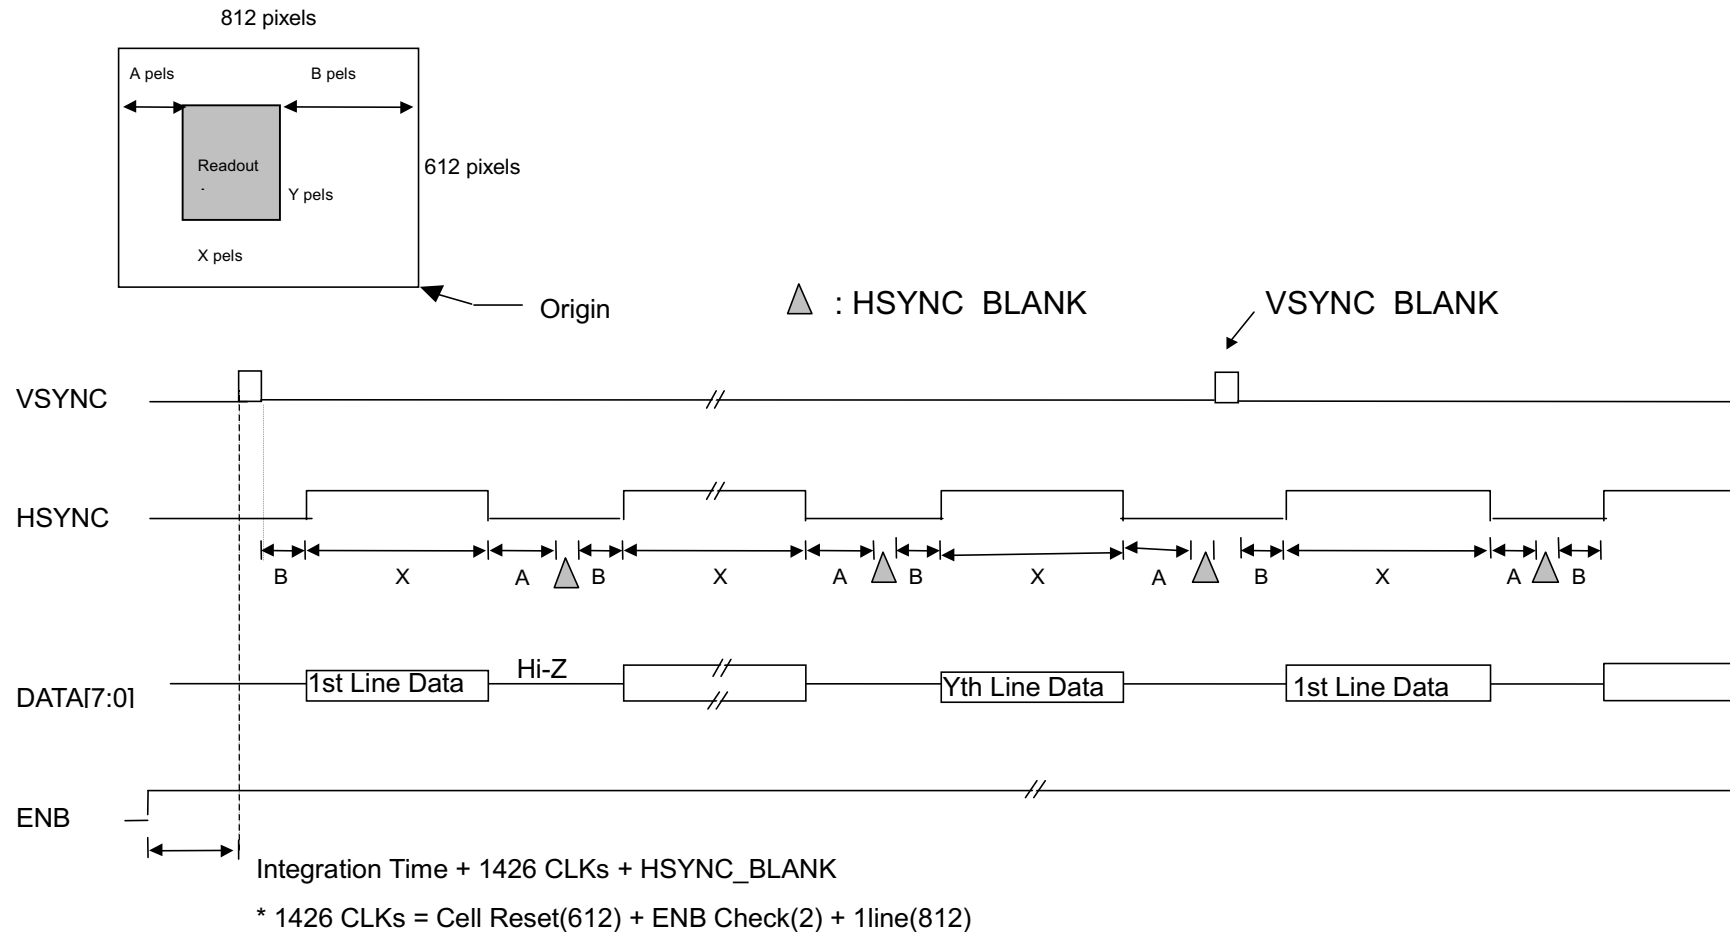 812 pixels
A pels B pels
Readout
612 pixels
Y pels
X pels
Origin
: HSYNC BLANK
VSYNC BLANK
VSYNC
HSYNC
B X A B X A B X A B X A B
DATA[7:0]
1st Line Data
Hi-Z
Yth Line Data
1st Line Data
ENB
Integration Time + 1426 CLKs + HSYNC_BLANK
* 1426 CLKs = Cell Reset(612) + ENB Check(2) + 1line(812)